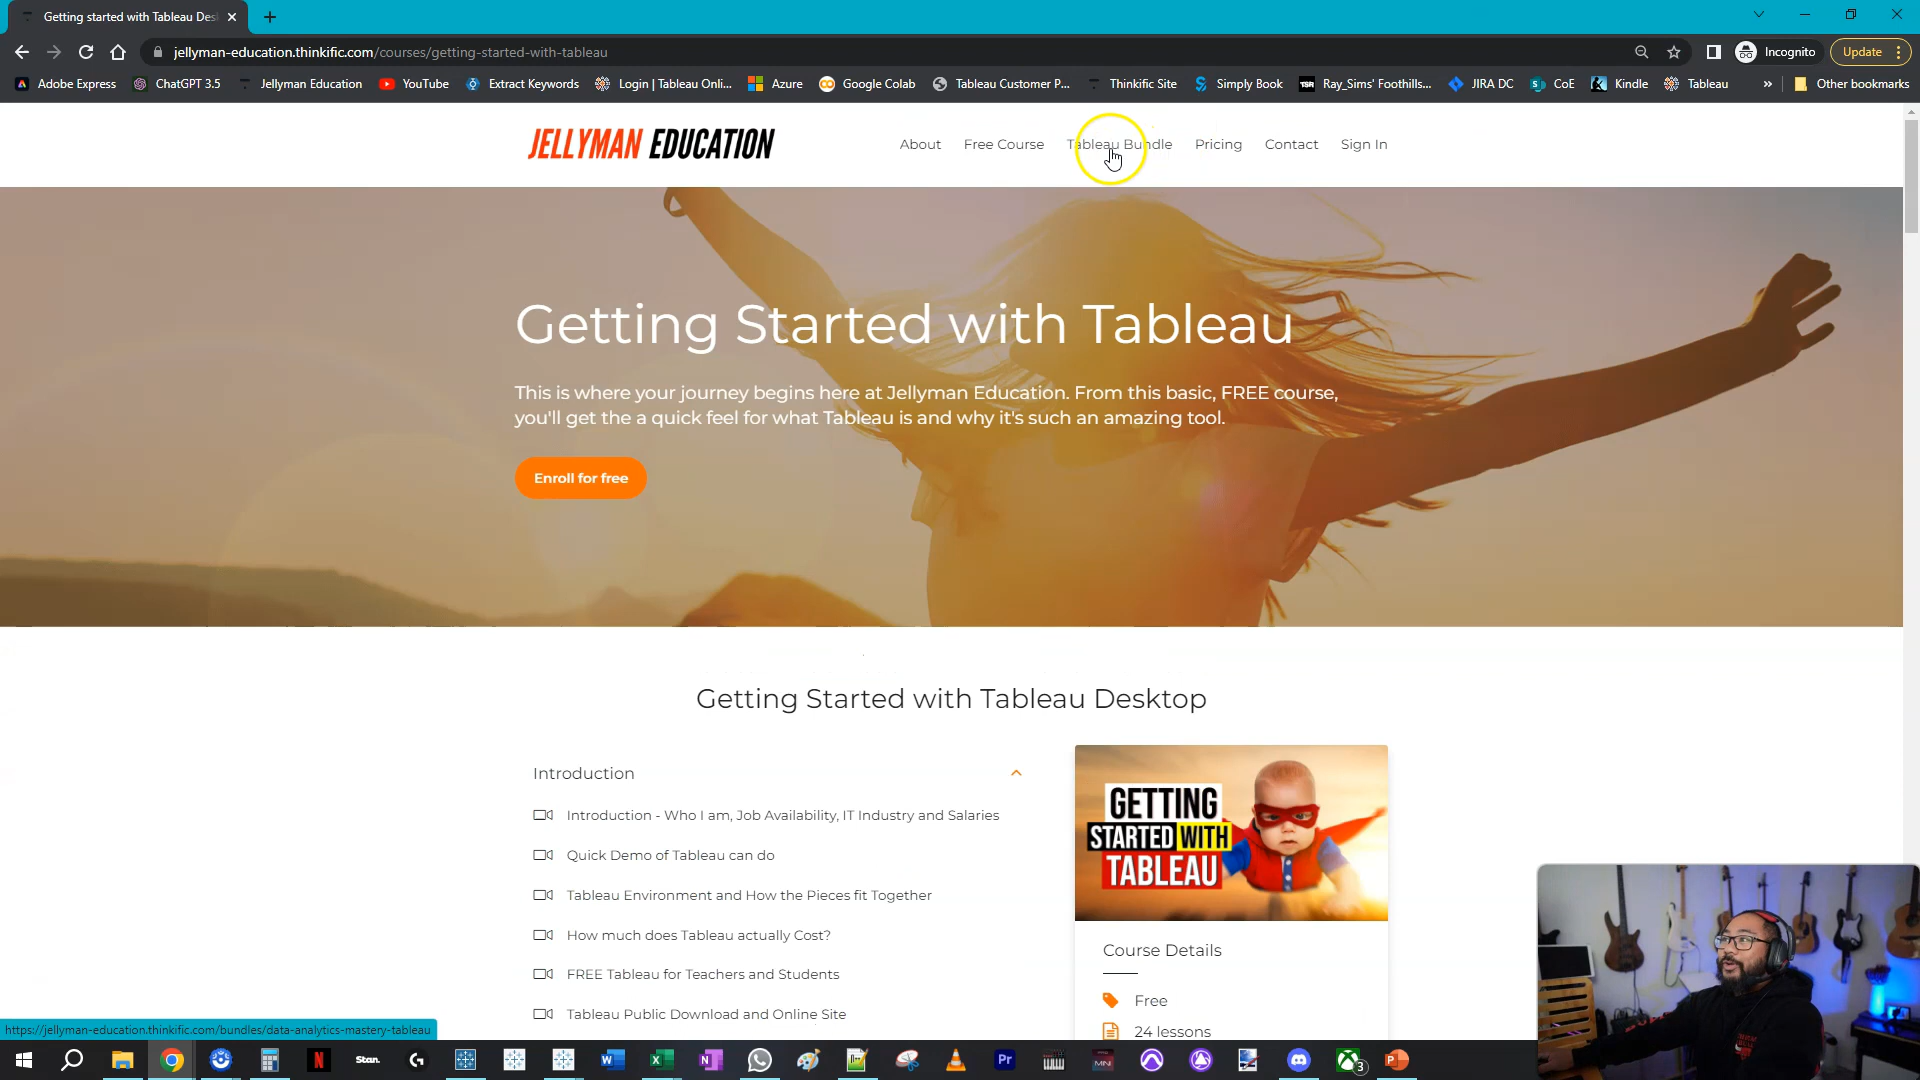 Getting started with Tableau Des
jellyman-education.thinkific.com/courses/getting-started-with-tableau
Incognito
Update
Adobe Express
ChatGPT 3.5
Jellyman Education
YouTube
Extract Keywords
Login | Tableau Onli...
Azure
Google Colab
Tableau Customer P...
Thinkific Site
Simply Book
Ray_Sims' Foothills...
JIRA DC
CoE
Kindle
Tableau
»
Other bookmarks
JELLYMAN EDUCATION
About
Free Course
Tableau Bundle
Pricing
Contact
Sign In
Getting Started with Tableau
This is where your journey begins here at Jellyman Education. From this basic, FREE course,
you'll get the a quick feel for what Tableau is and why it's such an amazing tool.
Enroll for free
Getting Started with Tableau Desktop
Introduction
Introduction - Who I am, Job Availability, IT Industry and Salaries
Quick Demo of Tableau can do
Tableau Environment and How the Pieces fit Together
How much does Tableau actually Cost?
FREE Tableau for Teachers and Students
Tableau Public Download and Online Site
GETTING
STARTED WITH
TABLEAU
Course Details
Free
24 lessons
https://jellyman-education.thinkific.com/bundles/data-analytics-mastery-tableau
Stan.
Pr
MN
3